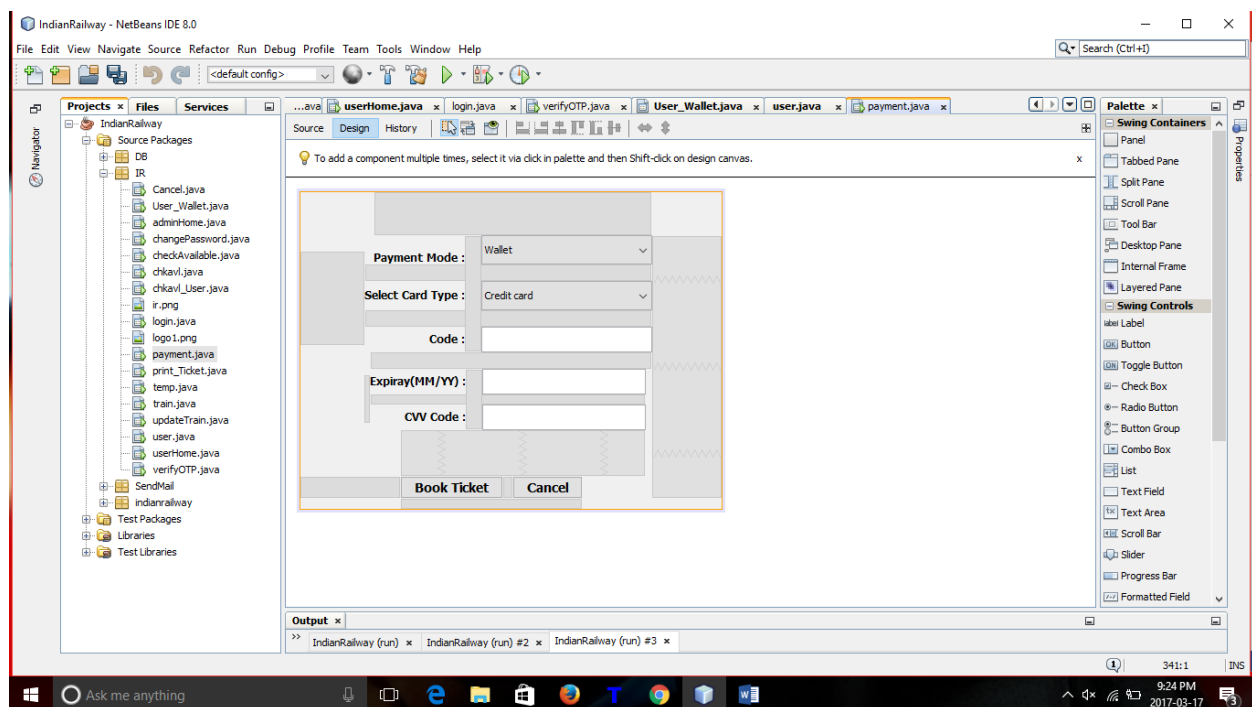 IndianRailway - NetBeans IDE 8.0
File Edit View Navigate Source Refactor Run Debug Profile Team Tools Window Help
Search (Ctrl+I)
<default config>
Projects Files Services
...ava userHome.java login.java verifyOTP.java User_Wallet.java user.java payment.java
Palette
Navigator
Properties
Source Design History
To add a component multiple times, select it via click in palette and then Shift-click on design canvas.
IndianRailway
Source Packages
DB
IR
Cancel.java
User_Wallet.java
adminHome.java
changePassword.java
checkAvailable.java
chkavl.java
chkavl_User.java
ir.png
login.java
logo1.png
payment.java
print_Ticket.java
temp.java
train.java
updateTrain.java
user.java
userHome.java
verifyOTP.java
SendMail
indianrailway
Test Packages
Libraries
Test Libraries
Payment Mode : Wallet
Select Card Type : Credit card
Code :
Expiray(MM/YY) :
CVV Code :
Book Ticket Cancel
Swing Containers
Panel
Tabbed Pane
Split Pane
Scroll Pane
Tool Bar
Desktop Pane
Internal Frame
Layered Pane
Swing Controls
label Label
OK Button
ON Toggle Button
Check Box
Radio Button
Button Group
Combo Box
List
Text Field
tx Text Area
Scroll Bar
Slider
Progress Bar
Formatted Field
Output
IndianRailway (run) IndianRailway (run) #2 IndianRailway (run) #3
1 341:1 INS
Ask me anything
9:24 PM
2017-03-17
3